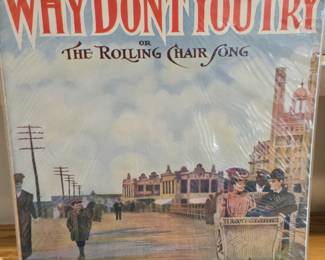 WHY DON'T YOU TRY
OR
THE ROLLING CHAIR SONG